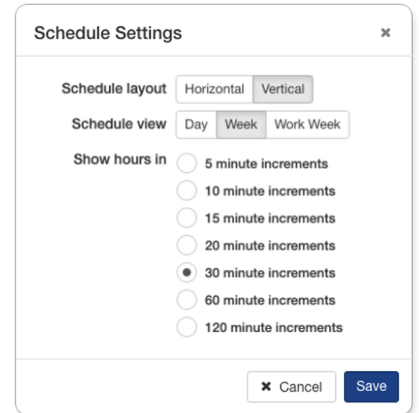 Schedule Settings
Schedule layout Horizontal Vertical
Schedule view Day Week Work Week
Show hours in 5 minute increments
10 minute increments
15 minute increments
20 minute increments
30 minute increments
60 minute increments
120 minute increments
Cancel Save